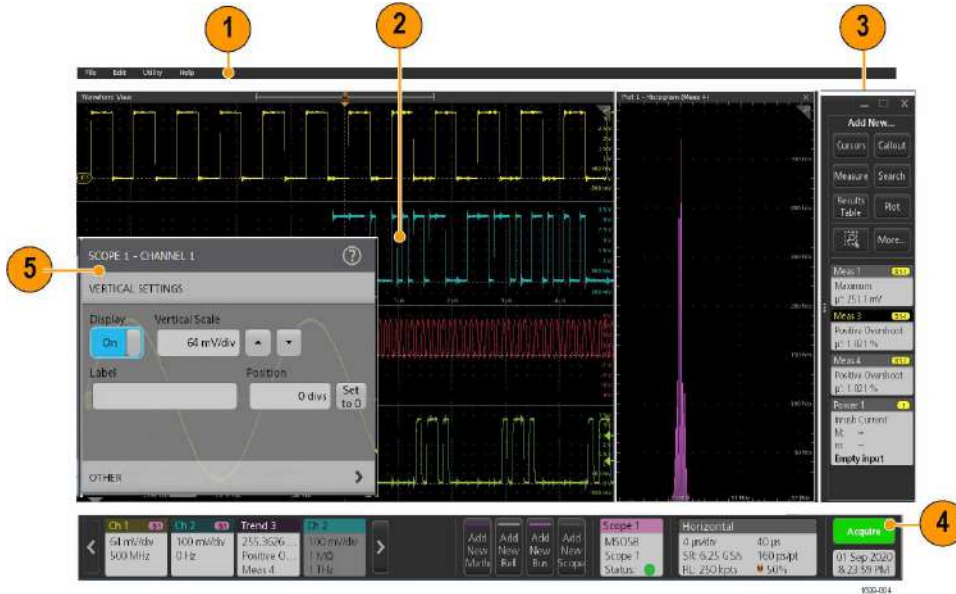 1
2
3
File Edit Utility Help
Waveform View
Plot 1 - Histogram (Meas 4)
Add New...
Cursors Callout
Measure Search
Results Table Plot
More...
5
SCOPE 1 - CHANNEL 1
?
VERTICAL SETTINGS
Display Vertical Scale
On 64 mV/div
Label Position
0 divs Set to 0
OTHER
Meas 1
Maximum
µ': 251.1 mV
Meas 3
Positive Overshoot
µ': 1.021 %
Meas 4
Positive Overshoot
µ': 1.021 %
Power 1
Inrush Current
Empty input
4
Ch 1
64 mV/div
500 MHz
Ch 2
100 mV/div
0 Hz
Trend 3
255.3626...
Positive O...
Meas 4
Ch 2
100 mV/div
1 MΩ
1 THz
Add New Math
Add New Ref
Add New Bus
Add New Scope
Scope 1
MSO58
Scope 1
Status:
Horizontal
4 µs/div 40 µs
SR: 6.25 GS/s 160 ps/pt
RL: 250 kpts 50%
Acquire
01 Sep 2020
8:23:59 PM